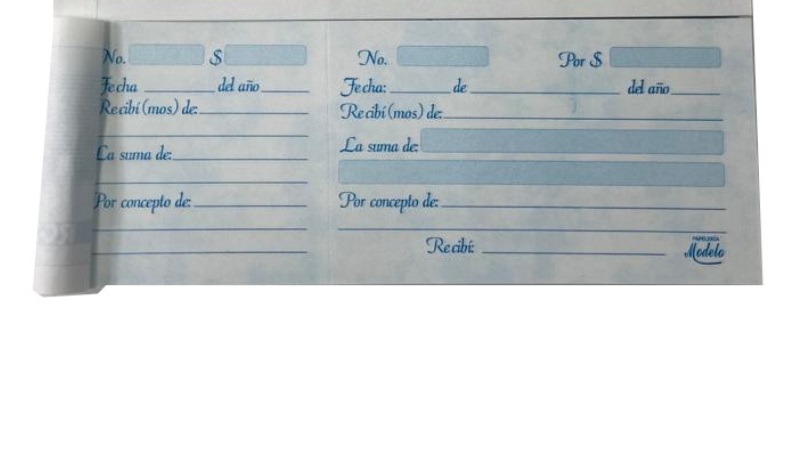 No. $
Fecha del año
Recibí (mos) de:
La suma de:
Por concepto de:
No. Por $
Fecha: de del año
Recibí (mos) de:
La suma de:
Por concepto de:
Recibí:
PAPELERÍA
Modelo